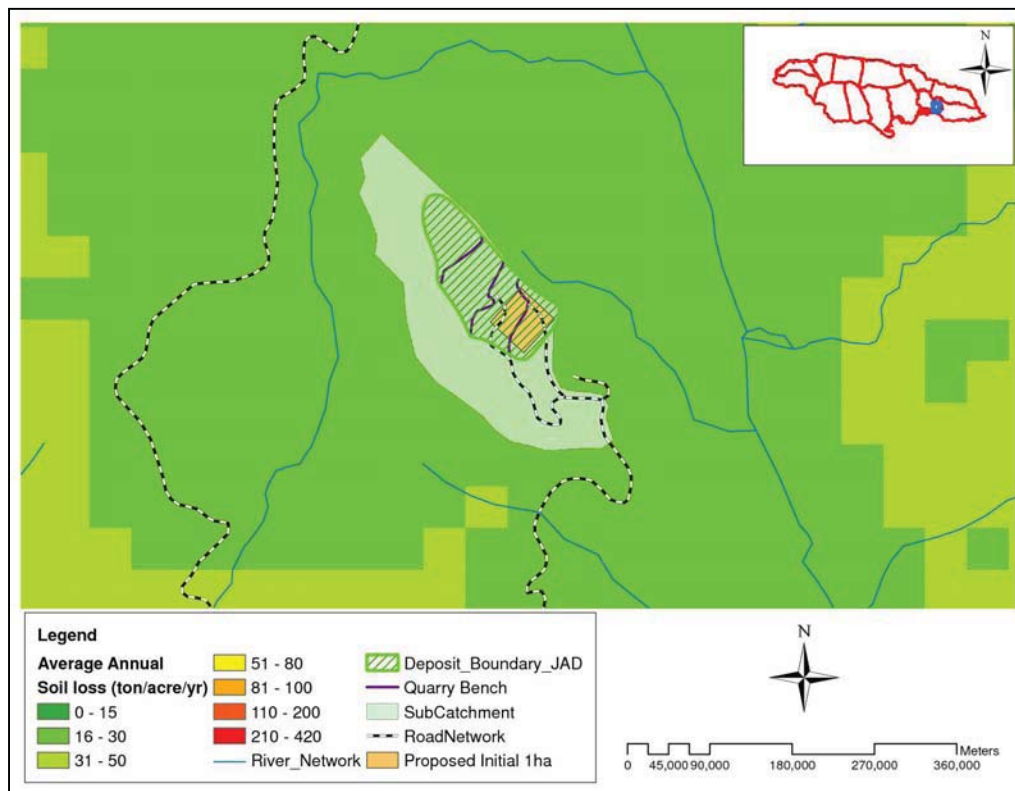 N
Legend
Average Annual
Soil loss (ton/acre/yr)
0 - 15
16 - 30
31 - 50
51 - 80
81 - 100
110 - 200
210 - 420
River_Network
Deposit_Boundary_JAD
Quarry Bench
SubCatchment
RoadNetwork
Proposed Initial 1ha
N
Meters
0 45,000 90,000 180,000 270,000 360,000